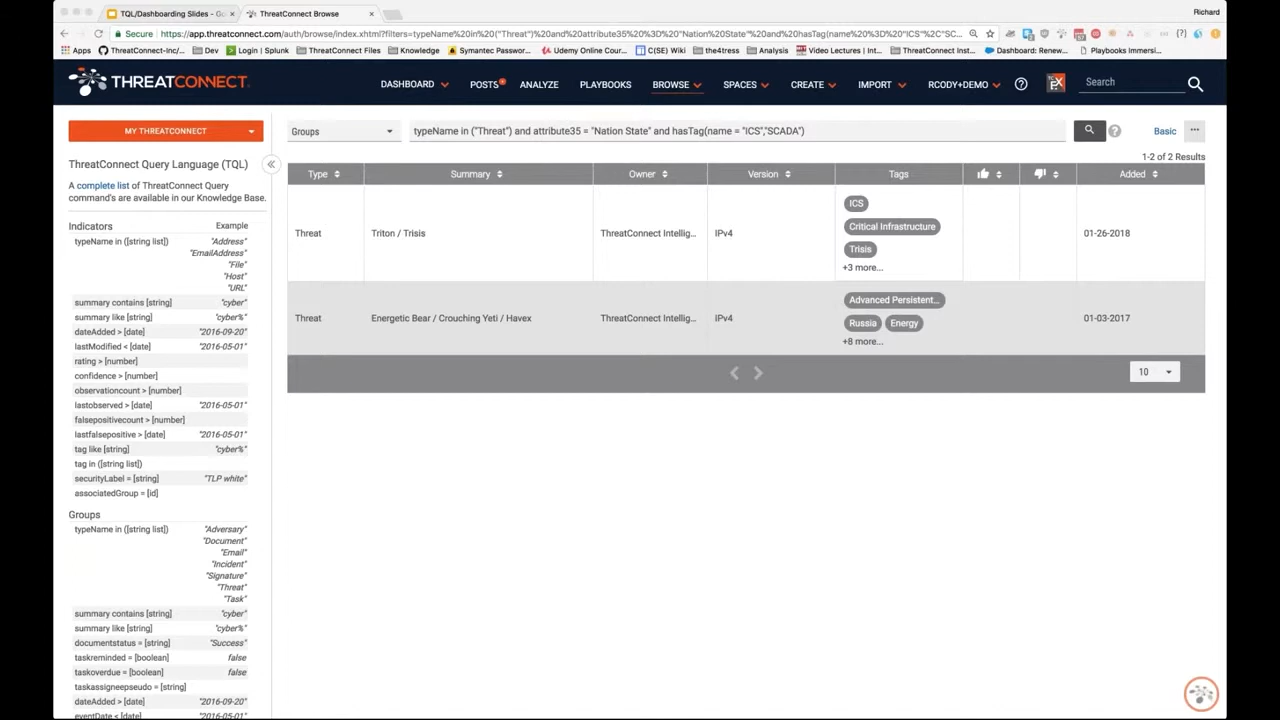 TQL/Dashboarding Slides - Go
ThreatConnect Browse
Richard
Secure
https://app.threatconnect.com/auth/browse/index.xhtml?filters=typeName%20in%20("Threat")%20and%20attribute35%20%3D%20"Nation%20State"%20and%20hasTag(name%20%3D%20"ICS"%2C"SC...
Apps
ThreatConnect-Inc/...
Dev
Login | Splunk
ThreatConnect Files
Knowledge
Symantec Passwor...
Udemy Online Cour...
C(SE) Wiki
the4tress
Analysis
Video Lectures | Int...
ThreatConnect Inst...
Dashboard: Renew...
Playbooks Immersi...
THREATCONNECT
DASHBOARD
POSTS
ANALYZE
PLAYBOOKS
BROWSE
SPACES
CREATE
IMPORT
RCODY+DEMO
Search
MY THREATCONNECT
Groups
typeName in ("Threat") and attribute35 = "Nation State" and hasTag(name = "ICS","SCADA")
Basic
1-2 of 2 Results
ThreatConnect Query Language (TQL)
A complete list of ThreatConnect Query
command's are available in our Knowledge Base.
Indicators Example
typeName in ([string list]) "Address"
"EmailAddress"
"File"
"Host"
"URL"
summary contains [string] "cyber"
summary like [string] "cyber%"
dateAdded > [date] "2016-09-20"
lastModified < [date] "2016-05-01"
rating > [number]
confidence > [number]
observationcount > [number]
lastobserved > [date] "2016-05-01"
falsepositivecount > [number]
lastfalsepositive > [date] "2016-05-01"
tag like [string] "cyber%"
tag in ([string list])
securityLabel = [string] "TLP white"
associatedGroup = [id]
Groups
typeName in ([string list]) "Adversary"
"Document"
"Email"
"Incident"
"Signature"
"Threat"
"Task"
summary contains [string] "cyber"
summary like [string] "cyber%"
documentstatus = [string] "Success"
taskreminded = [boolean] false
taskoverdue = [boolean] false
taskassigneepseudo = [string]
dateAdded > [date] "2016-09-20"
eventDate < [date] "2016-05-01"
Type Summary Owner Version Tags Added
Threat Triton / Trisis ThreatConnect Intellig... IPv4 ICS 01-26-2018
Critical Infrastructure
Trisis
+3 more...
Threat Energetic Bear / Crouching Yeti / Havex ThreatConnect Intellig... IPv4 Advanced Persistent... 01-03-2017
Russia Energy
+8 more...
10